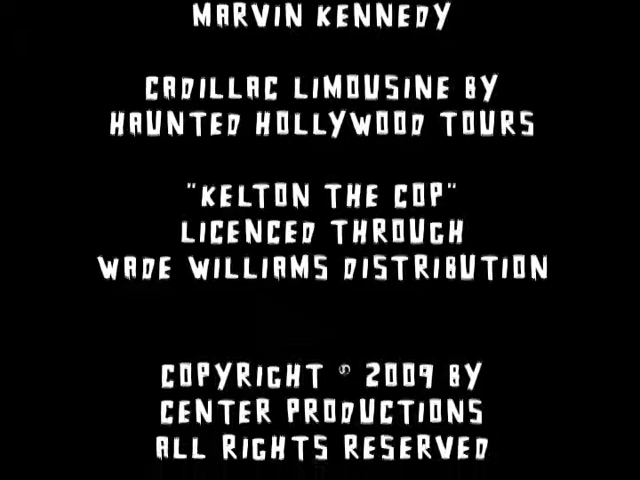 MARVIN KENNEDY
CADILLAC LIMOUSINE BY
HAUNTED HOLLYWOOD TOURS
"KELTON THE COP"
LICENCED THROUGH
WADE WILLIAMS DISTRIBUTION
COPYRIGHT © 2009 BY
CENTER PRODUCTIONS
ALL RIGHTS RESERVED